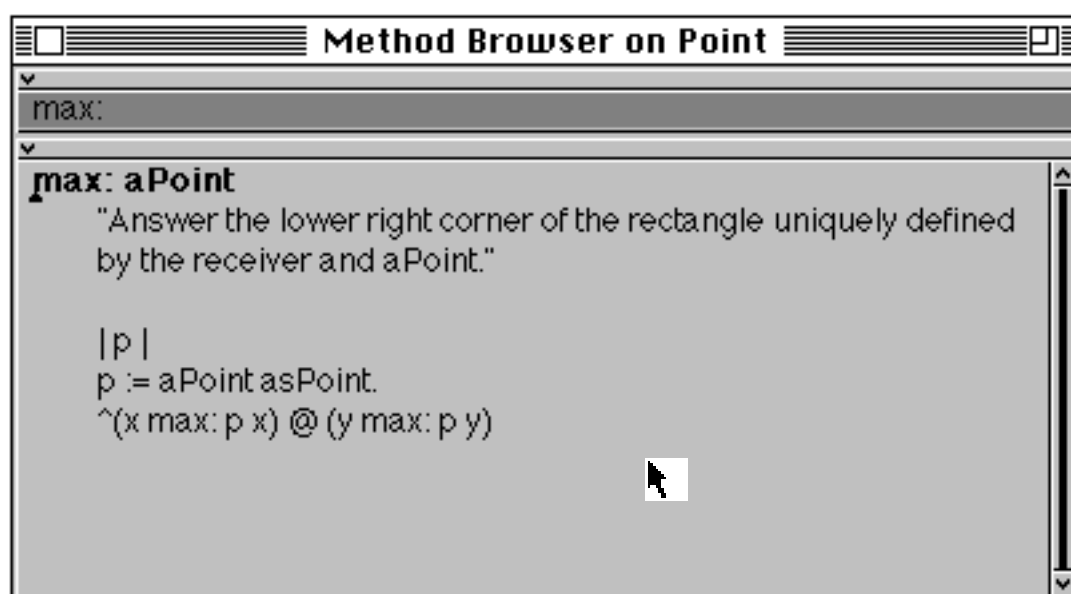 Method Browser on Point
max:
max: aPoint
"Answer the lower right corner of the rectangle uniquely defined
by the receiver and aPoint."
| p |
p := aPoint asPoint.
^(x max: p x) @ (y max: p y)